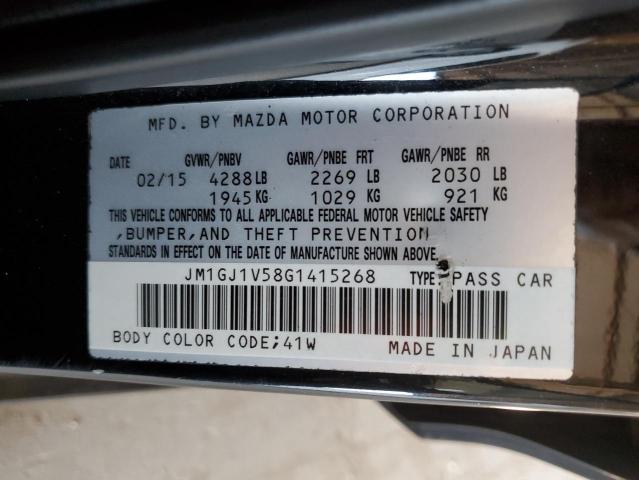 MFD. BY MAZDA MOTOR CORPORATION
DATE GVWR/PNBV GAWR/PNBE FRT GAWR/PNBE RR
02/15 4288 LB 2269 LB 2030 LB
1945 KG 1029 KG 921 KG
THIS VEHICLE CONFORMS TO ALL APPLICABLE FEDERAL MOTOR VEHICLE SAFETY
,BUMPER,AND THEFT PREVENTION
STANDARDS IN EFFECT ON THE DATE OF MANUFACTURE SHOWN ABOVE.
JM1GJ1V58G1415268 TYPE: PASS CAR
BODY COLOR CODE;41W MADE IN JAPAN